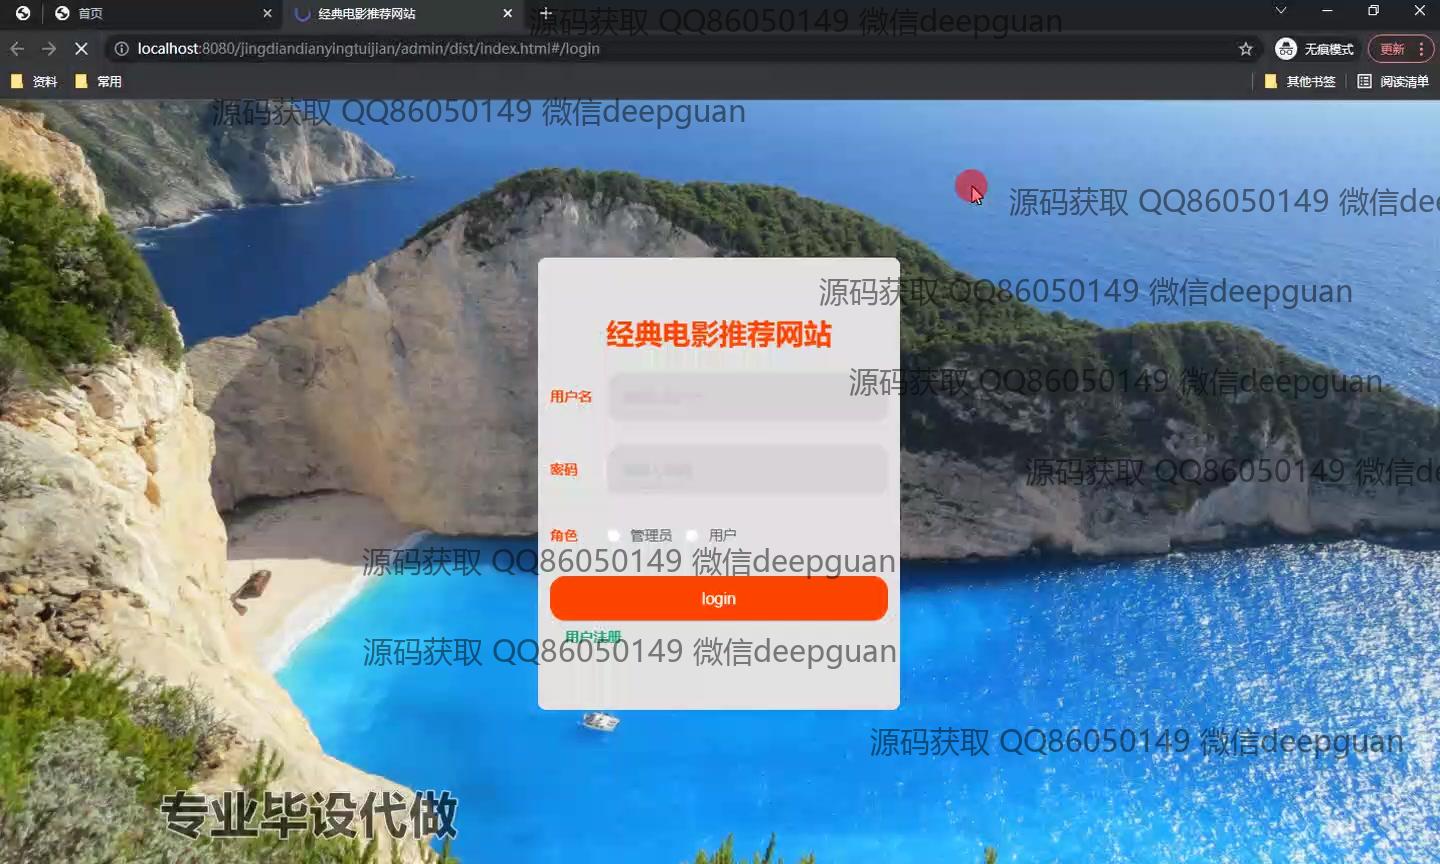 首页
经典电影推荐网站
源码获取 QQ86050149 微信deepguan
localhost:8080/jingdiandianyingtuijian/admin/dist/index.html#/login
无痕模式
更新
资料
常用
其他书签
阅读清单
源码获取 QQ86050149 微信deepguan
源码获取 QQ86050149 微信dee
源码获取 QQ86050149 微信deepguan
经典电影推荐网站
源码获取 QQ86050149 微信deepguan
用户名
密码
源码获取 QQ86050149 微信de
角色
管理员
用户
源码获取 QQ86050149 微信deepguan
login
用户注册
源码获取 QQ86050149 微信deepguan
源码获取 QQ86050149 微信deepguan
专业毕设代做